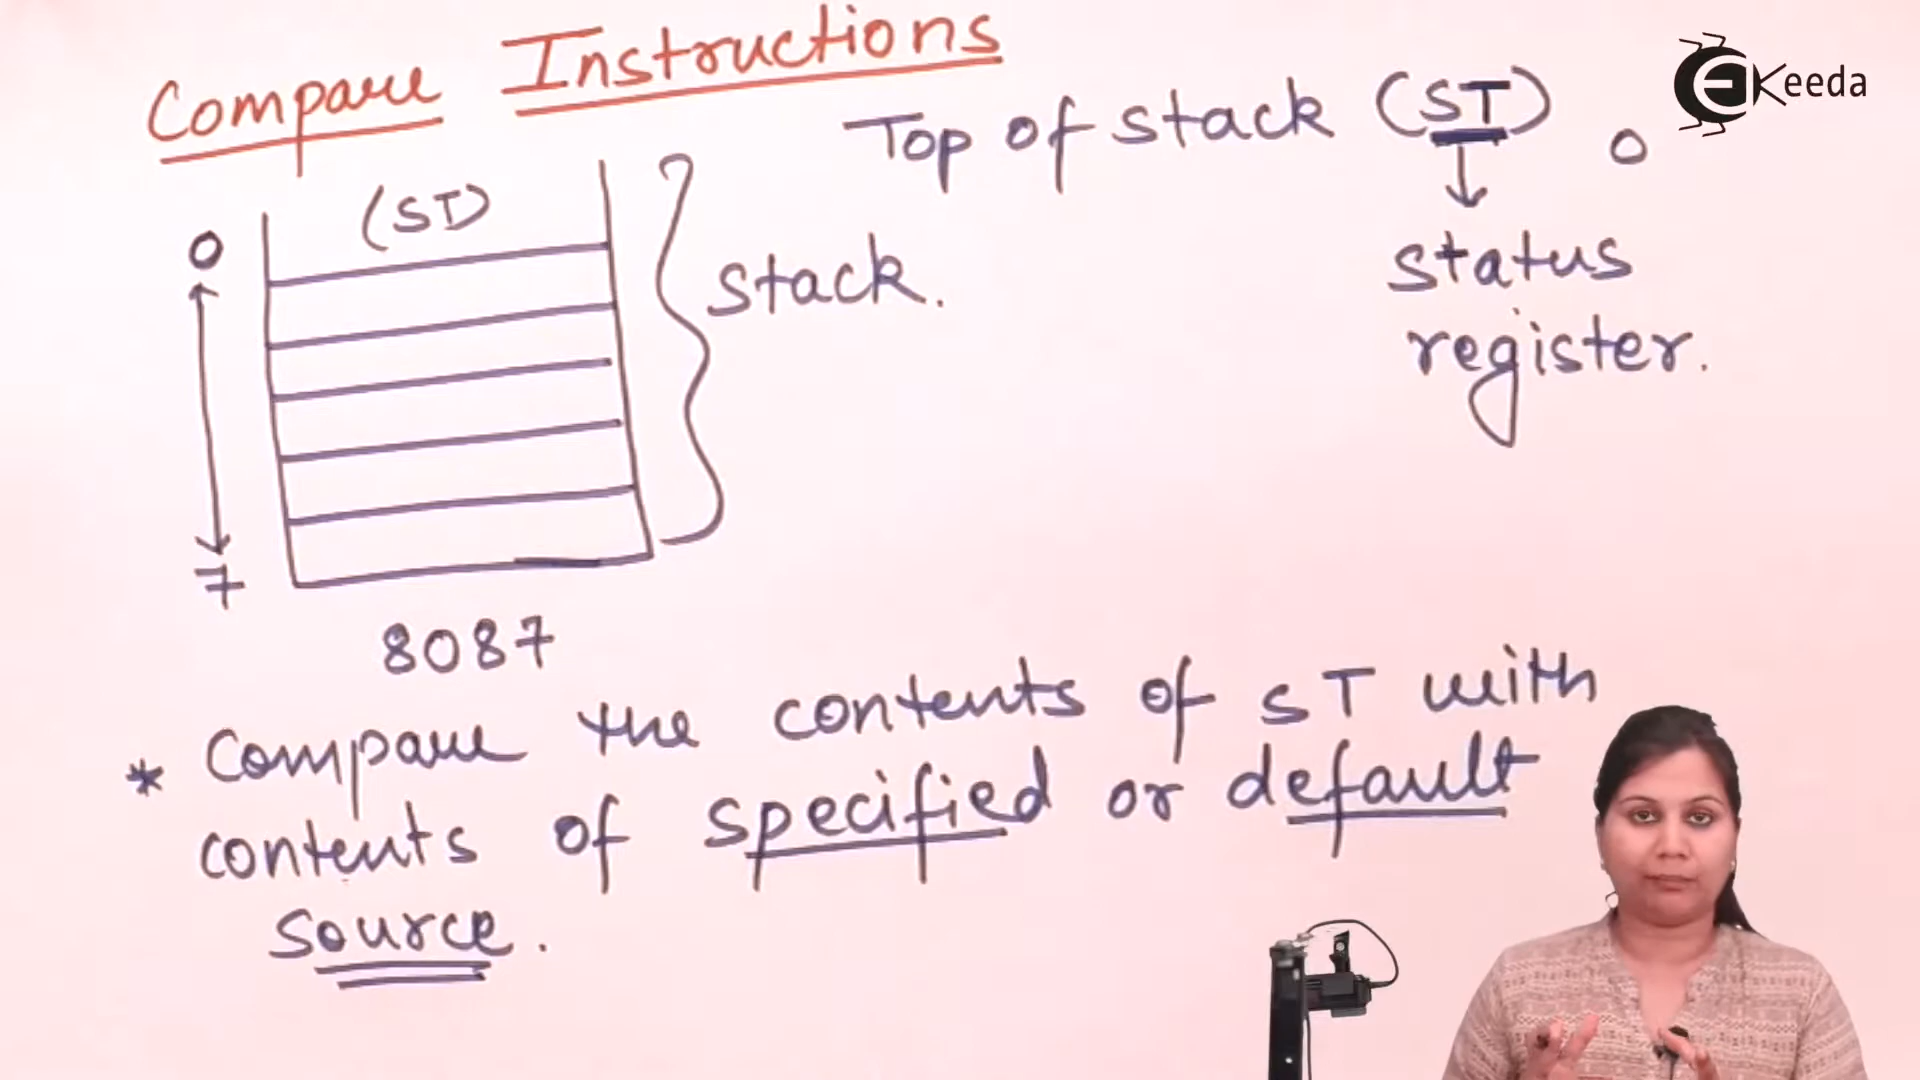 Compare Instructions
Top of stack (ST) 0
EKeeda
(ST)
0
stack.
status
register.
7
8087
* Compare the contents of ST with
contents of specified or default
source.